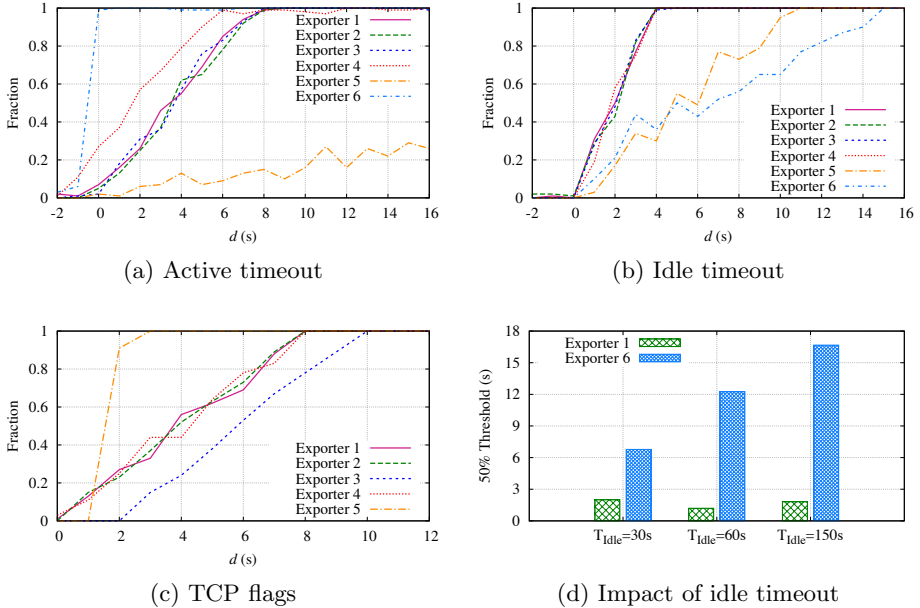 1
0.8
0.6
0.4
0.2
0
Fraction
-2 0 2 4 6 8 10 12 14 16
d (s)
Exporter 1
Exporter 2
Exporter 3
Exporter 4
Exporter 5
Exporter 6
(a) Active timeout
1
0.8
0.6
0.4
0.2
0
Fraction
-2 0 2 4 6 8 10 12 14 16
d (s)
Exporter 1
Exporter 2
Exporter 3
Exporter 4
Exporter 5
Exporter 6
(b) Idle timeout
1
0.8
0.6
0.4
0.2
0
Fraction
0 2 4 6 8 10 12
d (s)
Exporter 1
Exporter 2
Exporter 3
Exporter 4
Exporter 5
(c) TCP flags
18
15
12
9
6
3
0
50% Threshold (s)
Exporter 1
Exporter 6
TIdle=30s TIdle=60s TIdle=150s
(d) Impact of idle timeout